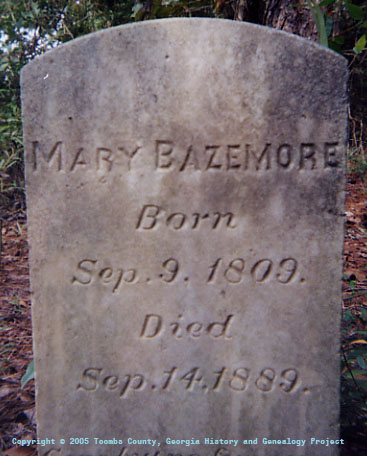 MARY BAZEMORE
Born
Sep. 9. 1809.
Died
Sep. 14. 1889.
Copyright © 2005 Toombs County, Georgia History and Genealogy Project